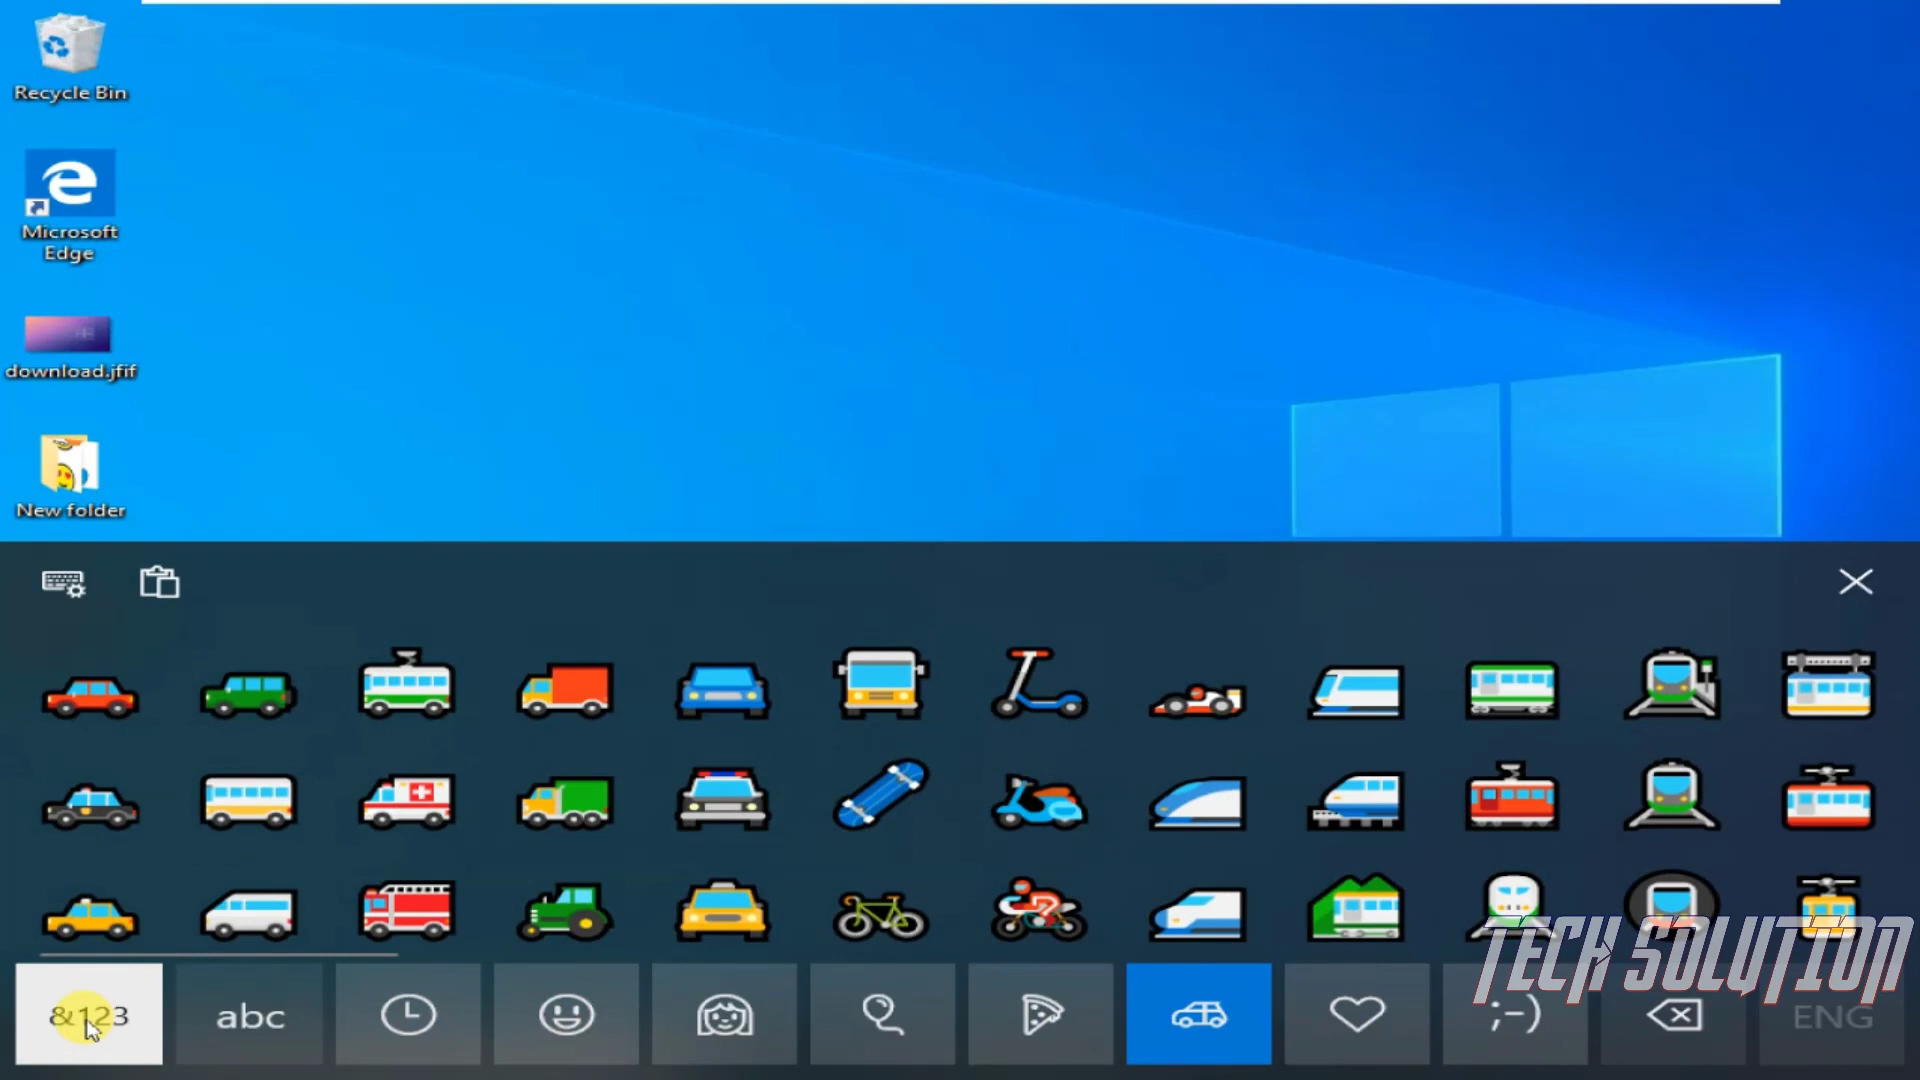 Recycle Bin
Microsoft
Edge
download.jfif
New folder
TECH SOLUTION
&123
abc
;-)
ENG